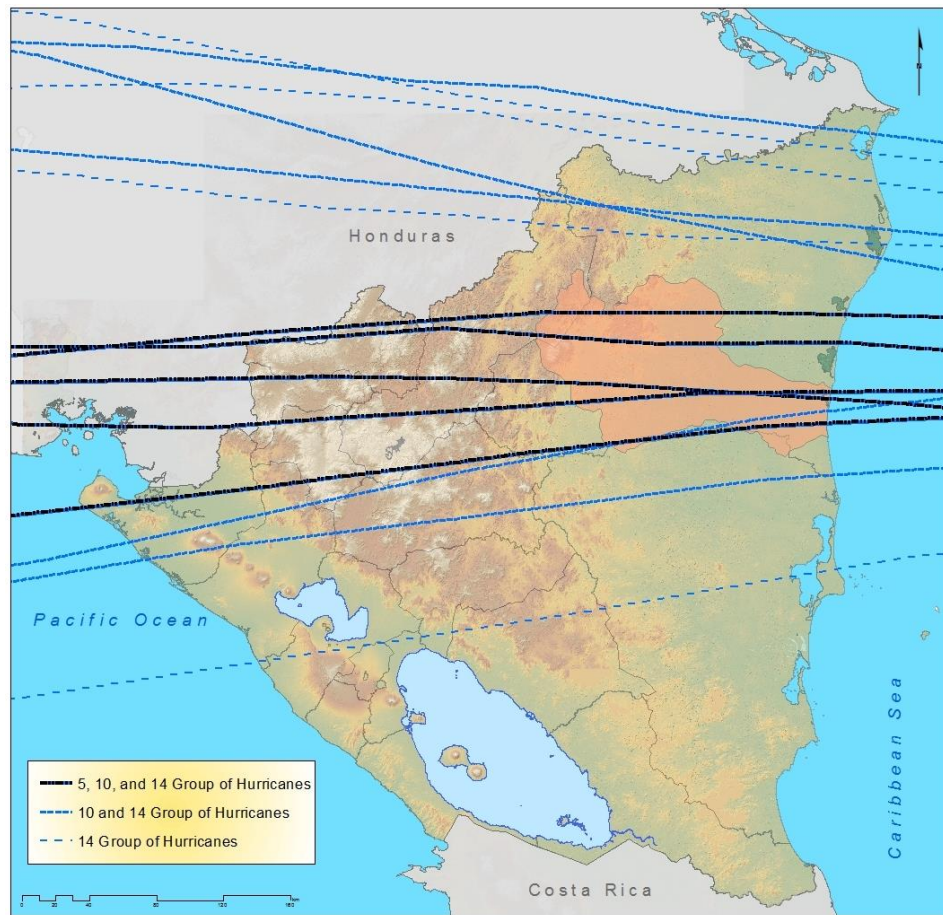 Honduras
Pacific Ocean
Caribbean Sea
5, 10, and 14 Group of Hurricanes
10 and 14 Group of Hurricanes
14 Group of Hurricanes
Costa Rica